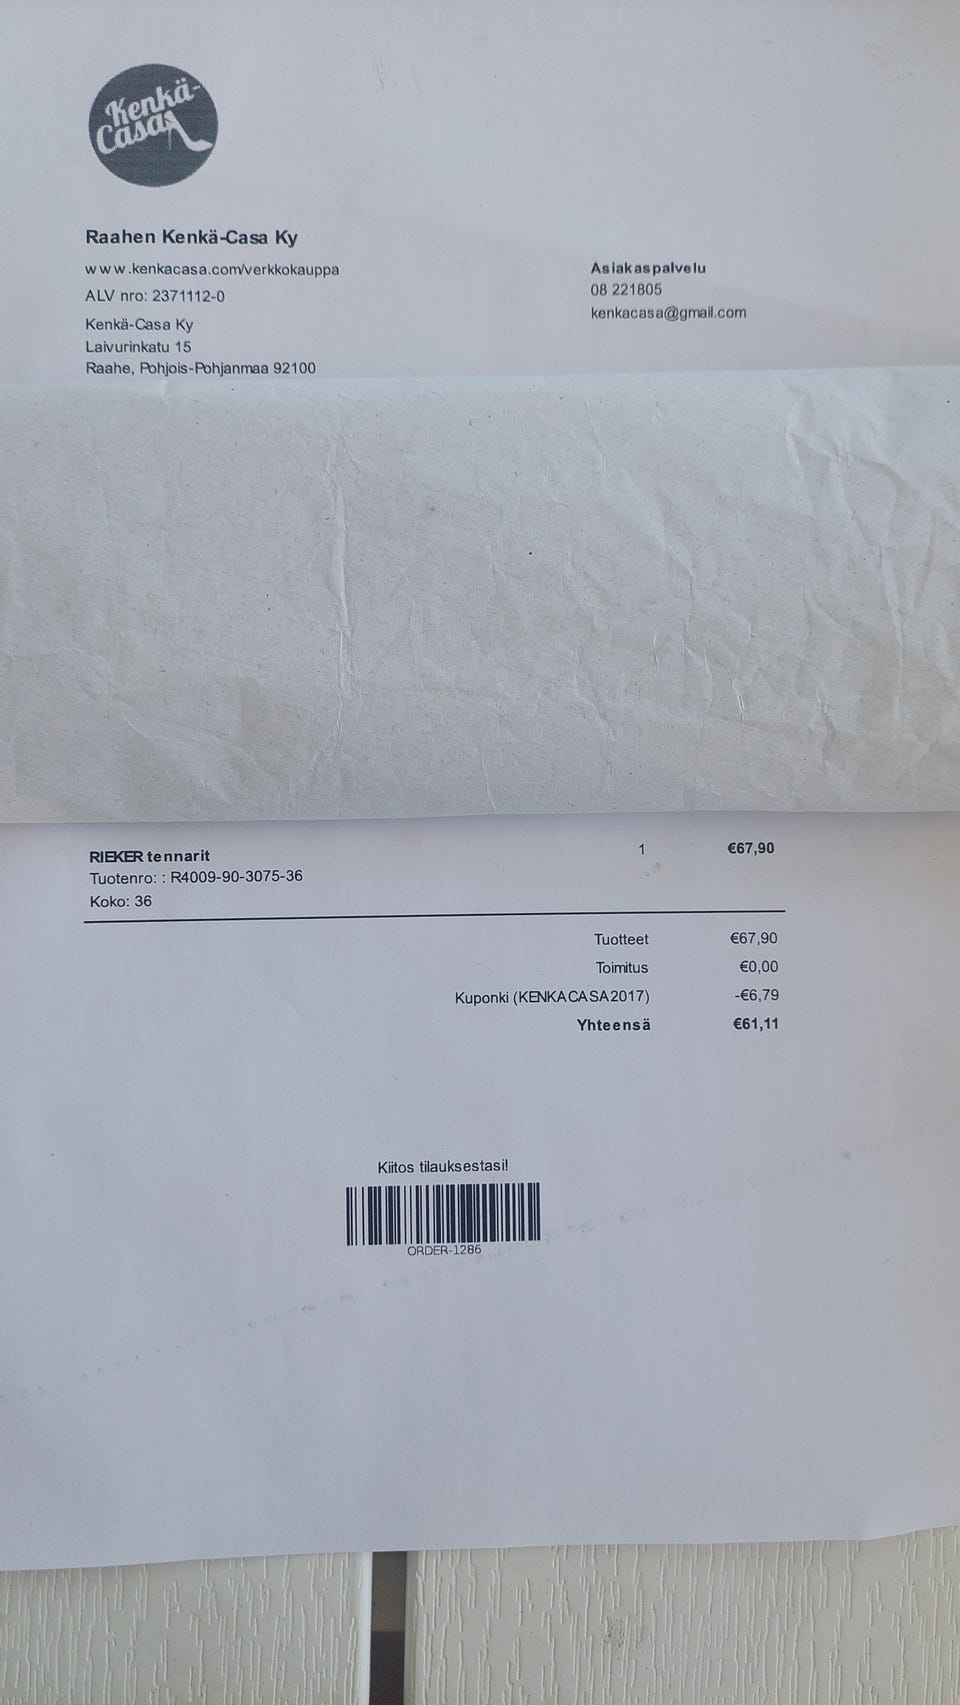 Kenkä-
Casa
Raahen Kenkä-Casa Ky
www.kenkacasa.com/verkkokauppa
ALV nro: 2371112-0
Kenkä-Casa Ky
Laivurinkatu 15
Raahe, Pohjois-Pohjanmaa 92100
Asiakaspalvelu
08 221805
kenkacasa@gmail.com
RIEKER tennarit 1 €67,90
Tuotenro: : R4009-90-3075-36
Koko: 36
Tuotteet €67,90
Toimitus €0,00
Kuponki (KENKACASA2017) -€6,79
Yhteensä €61,11
Kiitos tilauksestasi!
ORDER-1286